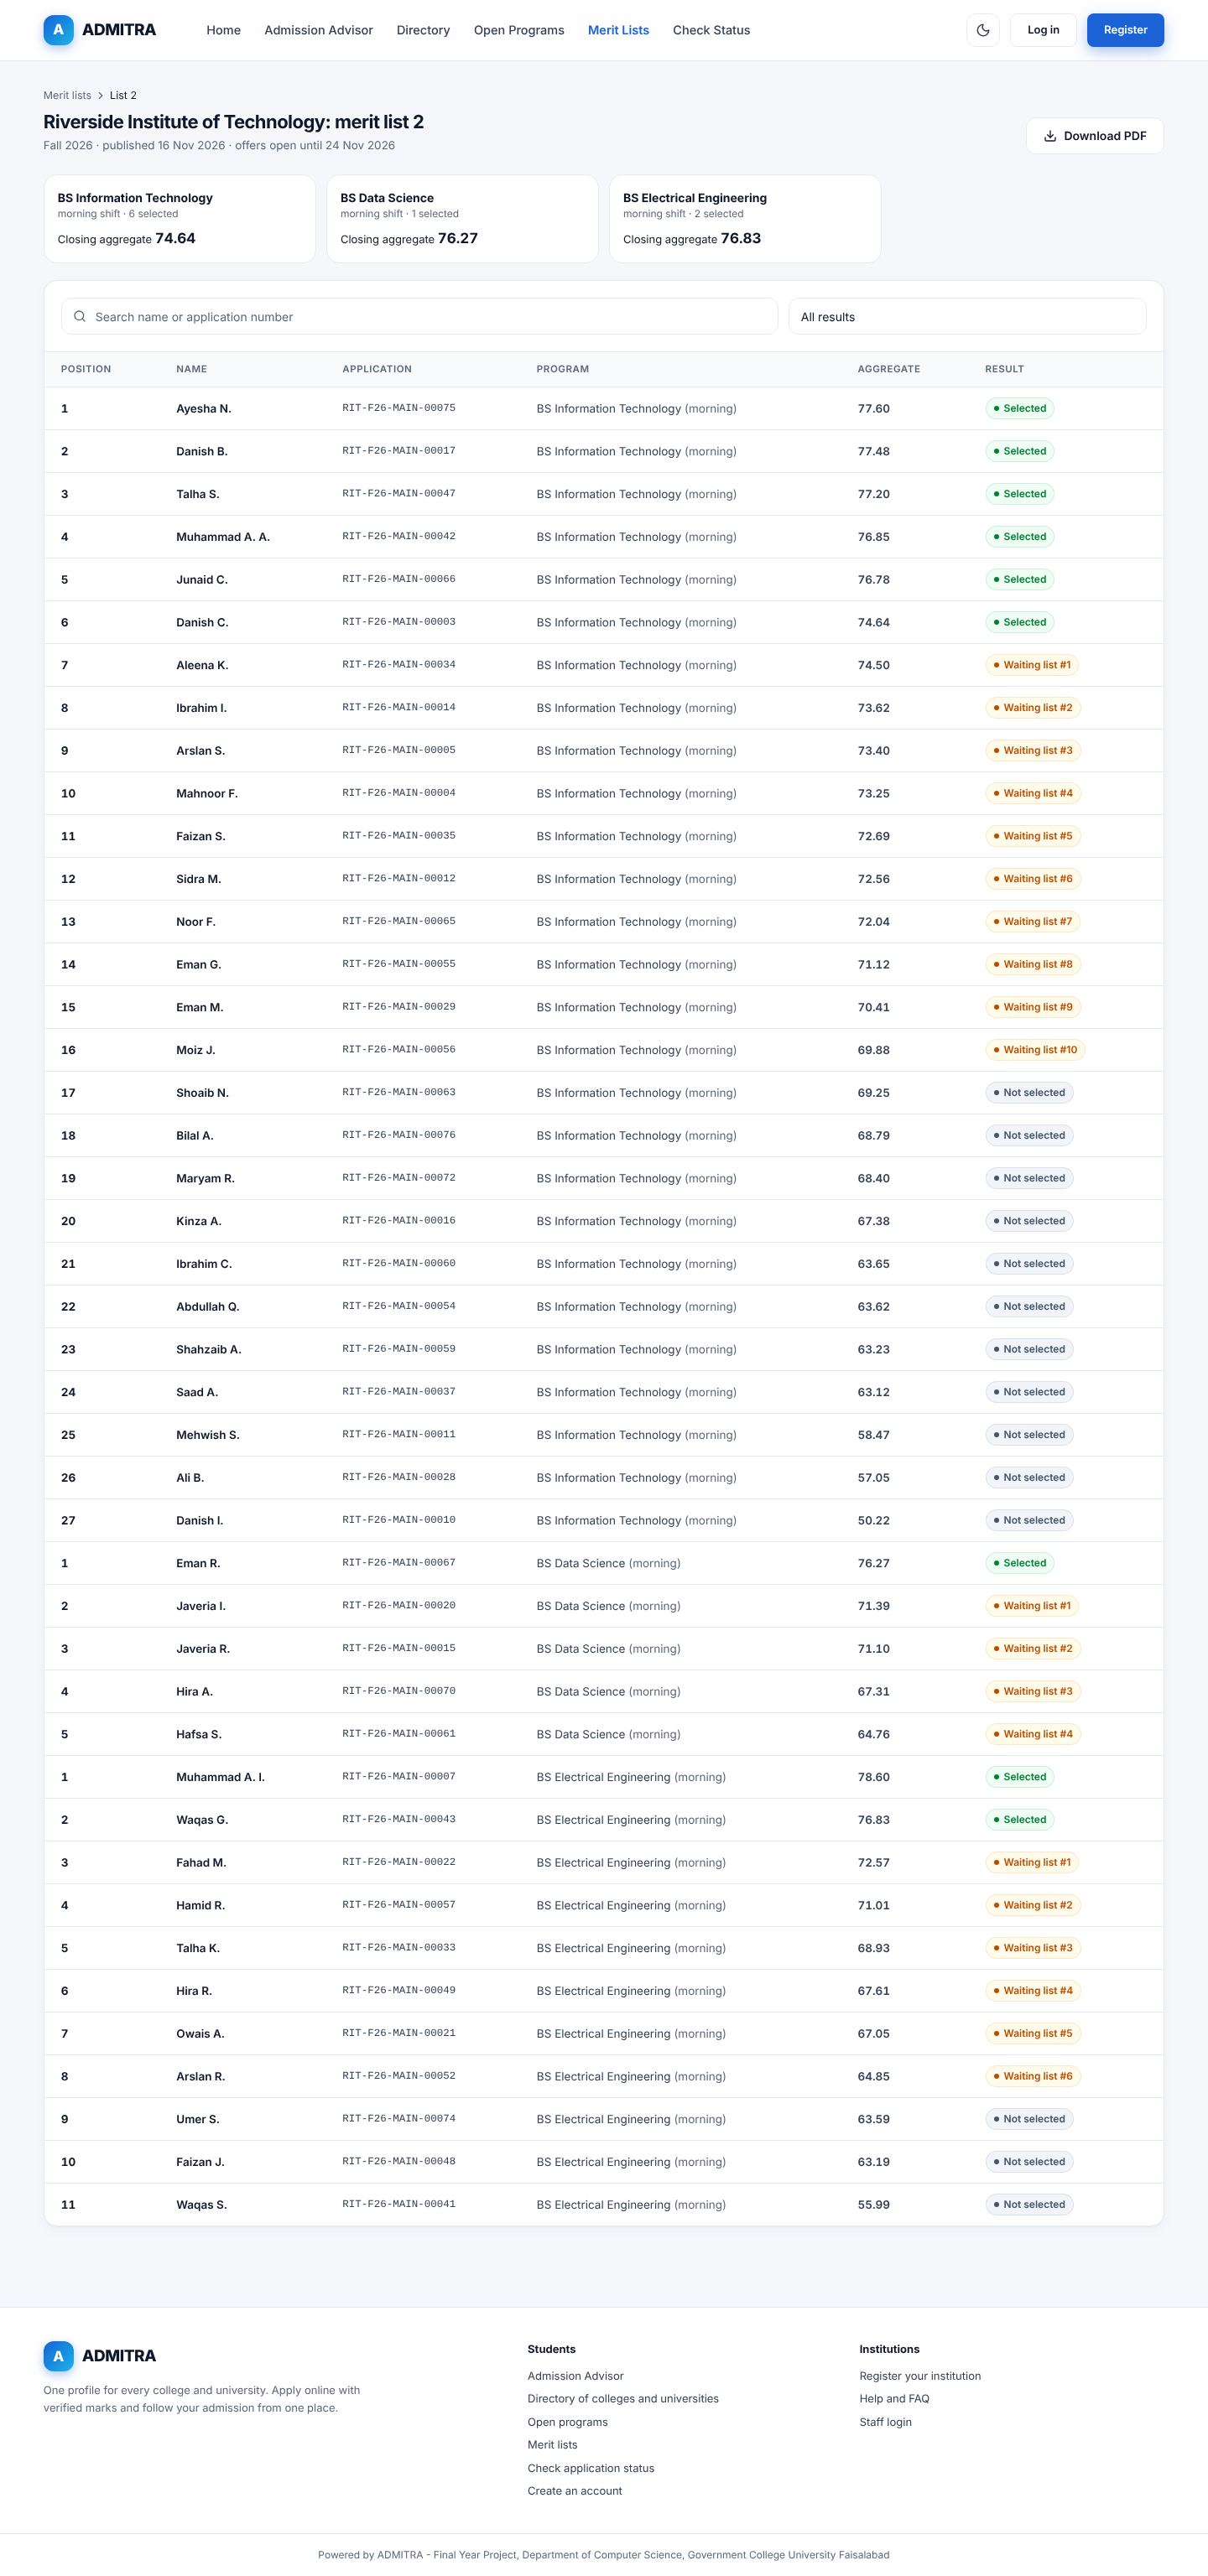 A ADMITRA Home Admission Advisor Directory Open Programs Merit Lists Check Status Log in Register
Merit lists > List 2
Riverside Institute of Technology: merit list 2
Fall 2026 · published 16 Nov 2026 · offers open until 24 Nov 2026
Download PDF
BS Information Technology
morning shift · 6 selected
Closing aggregate 74.64
BS Data Science
morning shift · 1 selected
Closing aggregate 76.27
BS Electrical Engineering
morning shift · 2 selected
Closing aggregate 76.83
Search name or application number All results
POSITION NAME APPLICATION PROGRAM AGGREGATE RESULT
1 Ayesha N. RIT-F26-MAIN-00075 BS Information Technology (morning) 77.60 Selected
2 Danish B. RIT-F26-MAIN-00017 BS Information Technology (morning) 77.48 Selected
3 Talha S. RIT-F26-MAIN-00047 BS Information Technology (morning) 77.20 Selected
4 Muhammad A. A. RIT-F26-MAIN-00042 BS Information Technology (morning) 76.85 Selected
5 Junaid C. RIT-F26-MAIN-00066 BS Information Technology (morning) 76.78 Selected
6 Danish C. RIT-F26-MAIN-00003 BS Information Technology (morning) 74.64 Selected
7 Aleena K. RIT-F26-MAIN-00034 BS Information Technology (morning) 74.50 Waiting list #1
8 Ibrahim I. RIT-F26-MAIN-00014 BS Information Technology (morning) 73.62 Waiting list #2
9 Arslan S. RIT-F26-MAIN-00005 BS Information Technology (morning) 73.40 Waiting list #3
10 Mahnoor F. RIT-F26-MAIN-00004 BS Information Technology (morning) 73.25 Waiting list #4
11 Faizan S. RIT-F26-MAIN-00035 BS Information Technology (morning) 72.69 Waiting list #5
12 Sidra M. RIT-F26-MAIN-00012 BS Information Technology (morning) 72.56 Waiting list #6
13 Noor F. RIT-F26-MAIN-00065 BS Information Technology (morning) 72.04 Waiting list #7
14 Eman G. RIT-F26-MAIN-00055 BS Information Technology (morning) 71.12 Waiting list #8
15 Eman M. RIT-F26-MAIN-00029 BS Information Technology (morning) 70.41 Waiting list #9
16 Moiz J. RIT-F26-MAIN-00056 BS Information Technology (morning) 69.88 Waiting list #10
17 Shoaib N. RIT-F26-MAIN-00063 BS Information Technology (morning) 69.25 Not selected
18 Bilal A. RIT-F26-MAIN-00076 BS Information Technology (morning) 68.79 Not selected
19 Maryam R. RIT-F26-MAIN-00072 BS Information Technology (morning) 68.40 Not selected
20 Kinza A. RIT-F26-MAIN-00016 BS Information Technology (morning) 67.38 Not selected
21 Ibrahim C. RIT-F26-MAIN-00060 BS Information Technology (morning) 63.65 Not selected
22 Abdullah Q. RIT-F26-MAIN-00054 BS Information Technology (morning) 63.62 Not selected
23 Shahzaib A. RIT-F26-MAIN-00059 BS Information Technology (morning) 63.23 Not selected
24 Saad A. RIT-F26-MAIN-00037 BS Information Technology (morning) 63.12 Not selected
25 Mehwish S. RIT-F26-MAIN-00011 BS Information Technology (morning) 58.47 Not selected
26 Ali B. RIT-F26-MAIN-00028 BS Information Technology (morning) 57.05 Not selected
27 Danish I. RIT-F26-MAIN-00010 BS Information Technology (morning) 50.22 Not selected
1 Eman R. RIT-F26-MAIN-00067 BS Data Science (morning) 76.27 Selected
2 Javeria I. RIT-F26-MAIN-00020 BS Data Science (morning) 71.39 Waiting list #1
3 Javeria R. RIT-F26-MAIN-00015 BS Data Science (morning) 71.10 Waiting list #2
4 Hira A. RIT-F26-MAIN-00070 BS Data Science (morning) 67.31 Waiting list #3
5 Hafsa S. RIT-F26-MAIN-00061 BS Data Science (morning) 64.76 Waiting list #4
1 Muhammad A. I. RIT-F26-MAIN-00007 BS Electrical Engineering (morning) 78.60 Selected
2 Waqas G. RIT-F26-MAIN-00043 BS Electrical Engineering (morning) 76.83 Selected
3 Fahad M. RIT-F26-MAIN-00022 BS Electrical Engineering (morning) 72.57 Waiting list #1
4 Hamid R. RIT-F26-MAIN-00057 BS Electrical Engineering (morning) 71.01 Waiting list #2
5 Talha K. RIT-F26-MAIN-00033 BS Electrical Engineering (morning) 68.93 Waiting list #3
6 Hira R. RIT-F26-MAIN-00049 BS Electrical Engineering (morning) 67.61 Waiting list #4
7 Owais A. RIT-F26-MAIN-00021 BS Electrical Engineering (morning) 67.05 Waiting list #5
8 Arslan R. RIT-F26-MAIN-00052 BS Electrical Engineering (morning) 64.85 Waiting list #6
9 Umer S. RIT-F26-MAIN-00074 BS Electrical Engineering (morning) 63.59 Not selected
10 Faizan J. RIT-F26-MAIN-00048 BS Electrical Engineering (morning) 63.19 Not selected
11 Waqas S. RIT-F26-MAIN-00041 BS Electrical Engineering (morning) 55.99 Not selected
A ADMITRA
One profile for every college and university. Apply online with
verified marks and follow your admission from one place.
Students
Admission Advisor
Directory of colleges and universities
Open programs
Merit lists
Check application status
Create an account
Institutions
Register your institution
Help and FAQ
Staff login
Powered by ADMITRA - Final Year Project, Department of Computer Science, Government College University Faisalabad